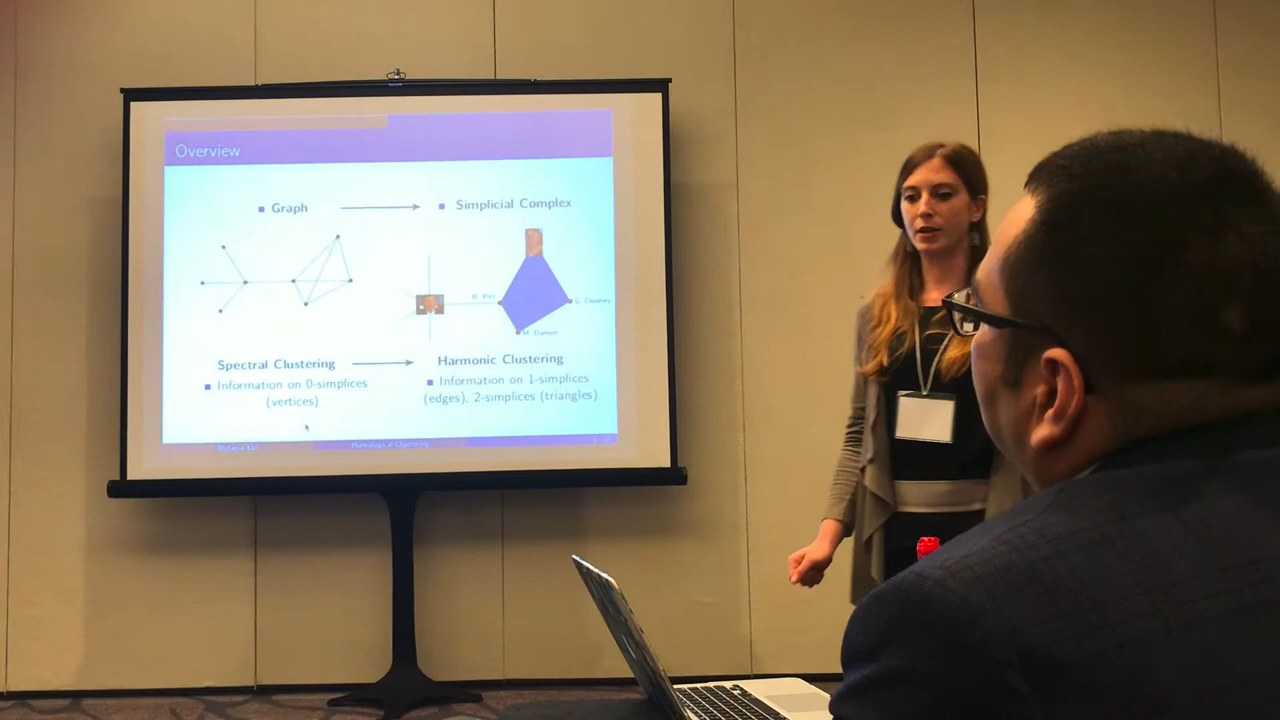 Overview
Graph
Simplicial Complex
B. Pitt
G. Clooney
M. Damon
Spectral Clustering
Harmonic Clustering
Information on 0-simplices
(vertices)
Information on 1-simplices
(edges), 2-simplices (triangles)
Homological Clustering